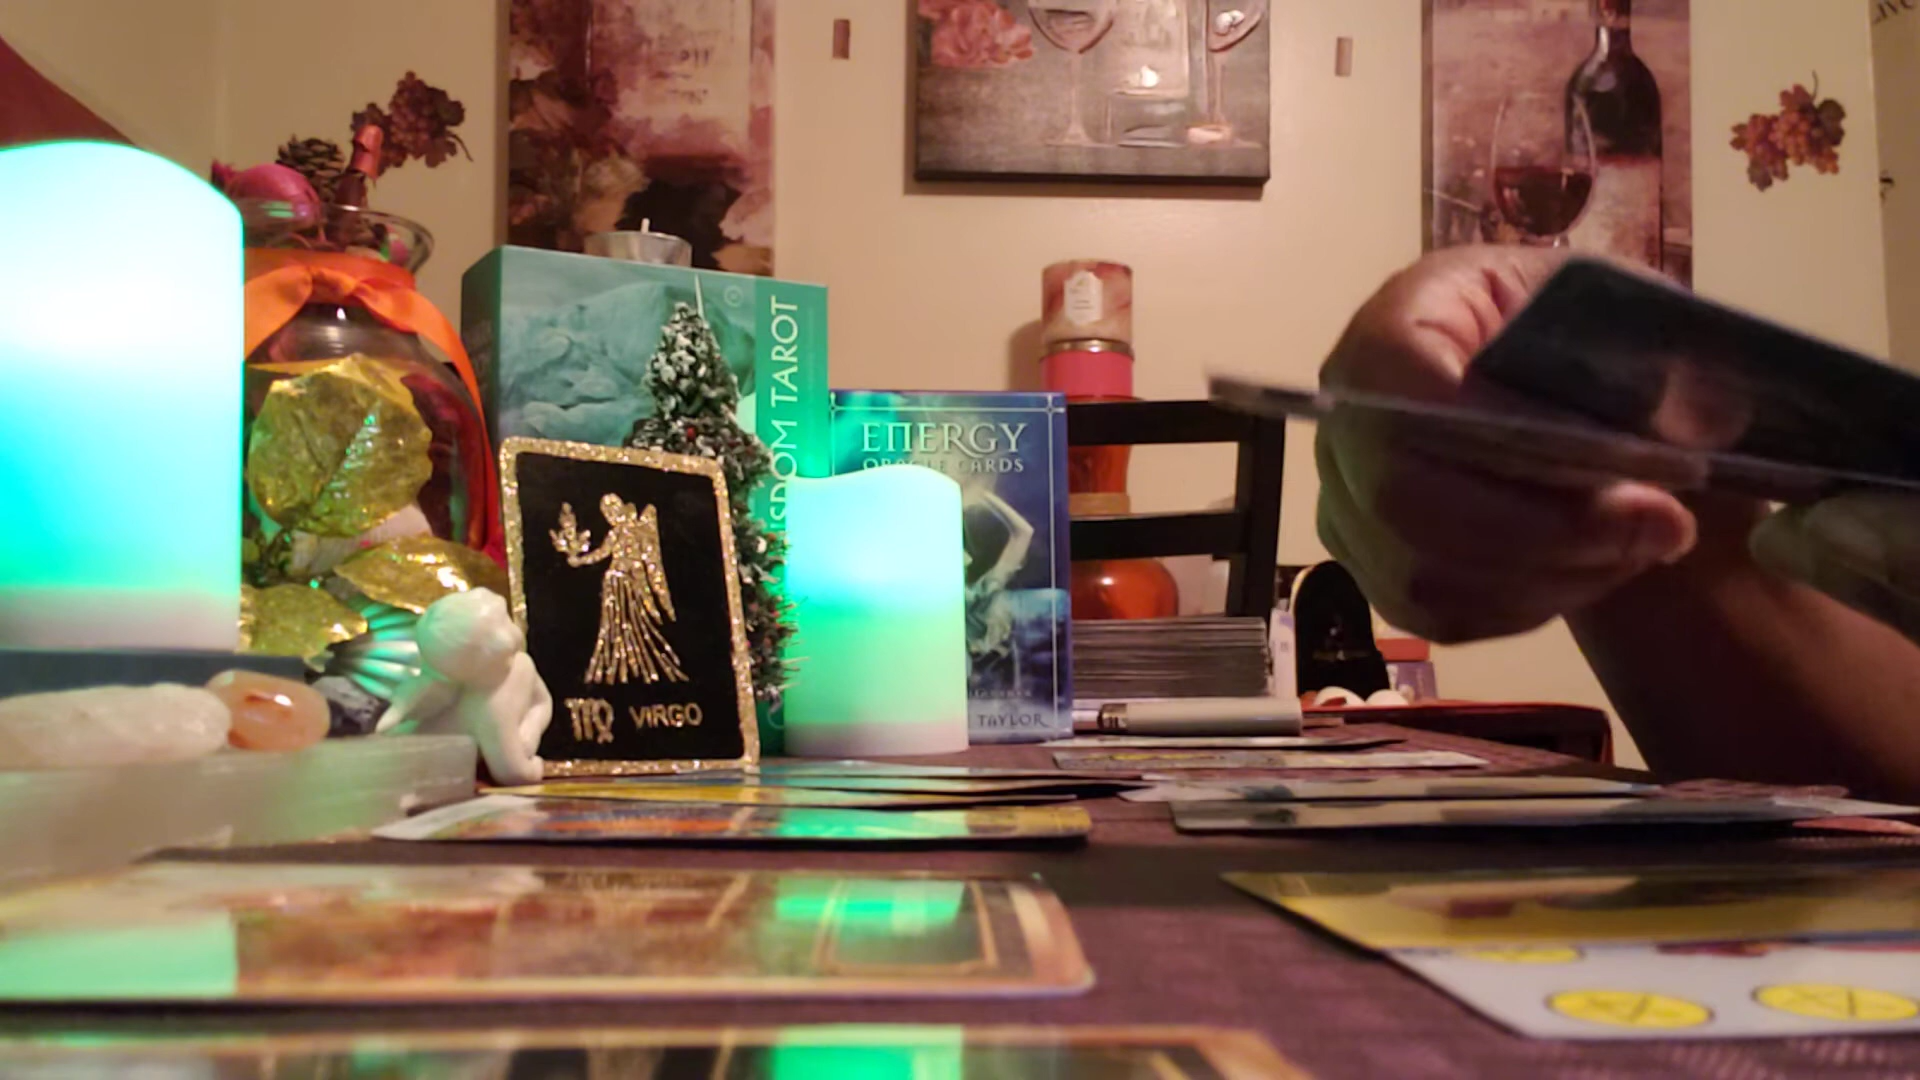 WISDOM TAROT
ENERGY
ORACLE CARDS
♍ VIRGO
TAYLOR